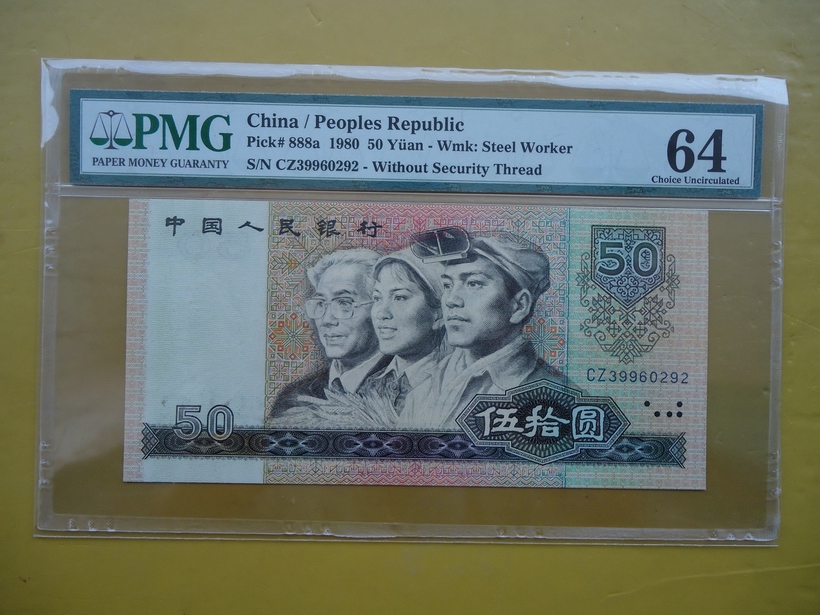 PMG
PAPER MONEY GUARANTY
China / Peoples Republic
Pick# 888a 1980 50 Yüan - Wmk: Steel Worker
S/N CZ39960292 - Without Security Thread
64
Choice Uncirculated
中国人民银行
50
CZ39960292
50
伍拾圆